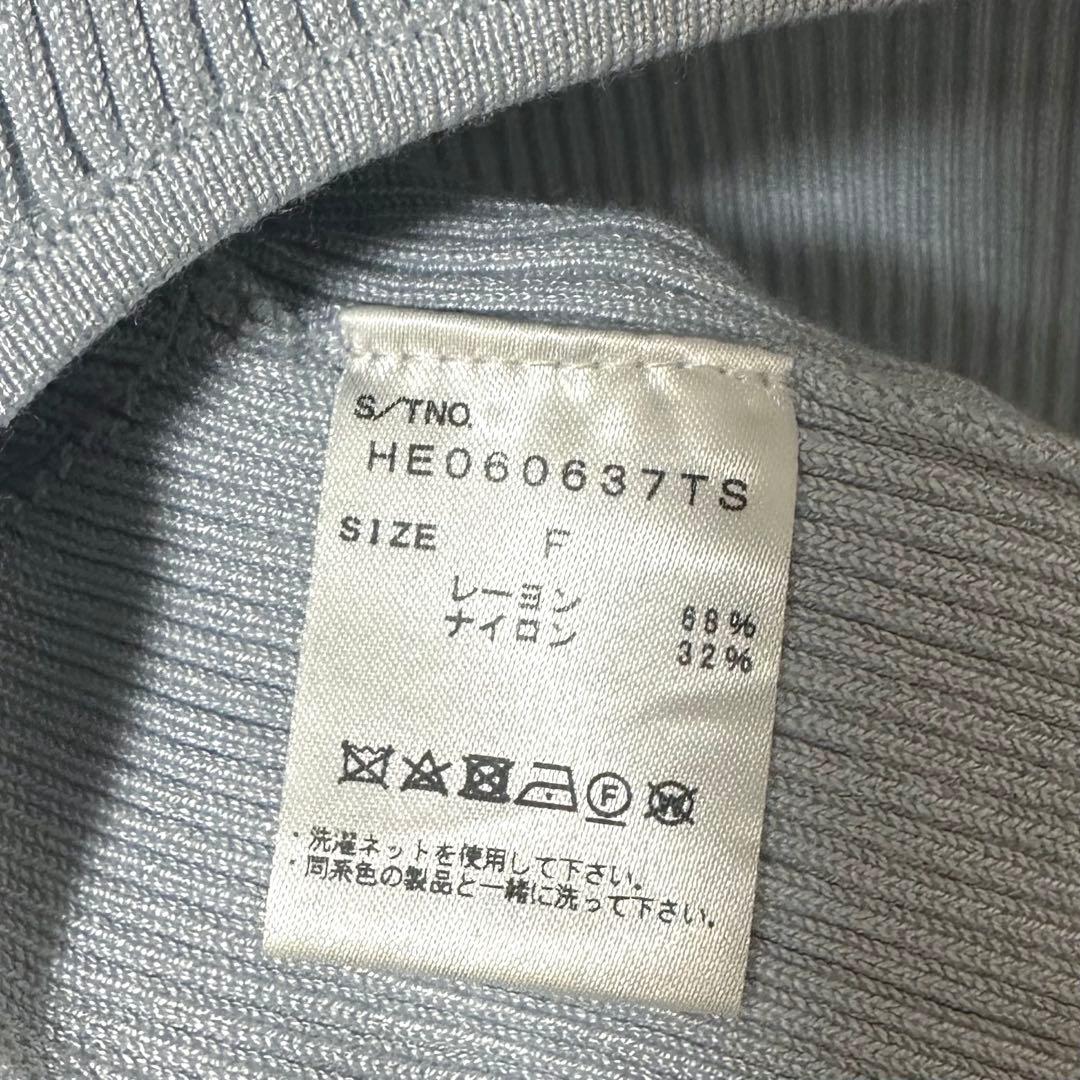 S/TNO.
HE060637TS
SIZE F
レーヨン 68%
ナイロン 32%
F
W
・洗濯ネットを使用して下さい。
・同系色の製品と一緒に洗って下さい。